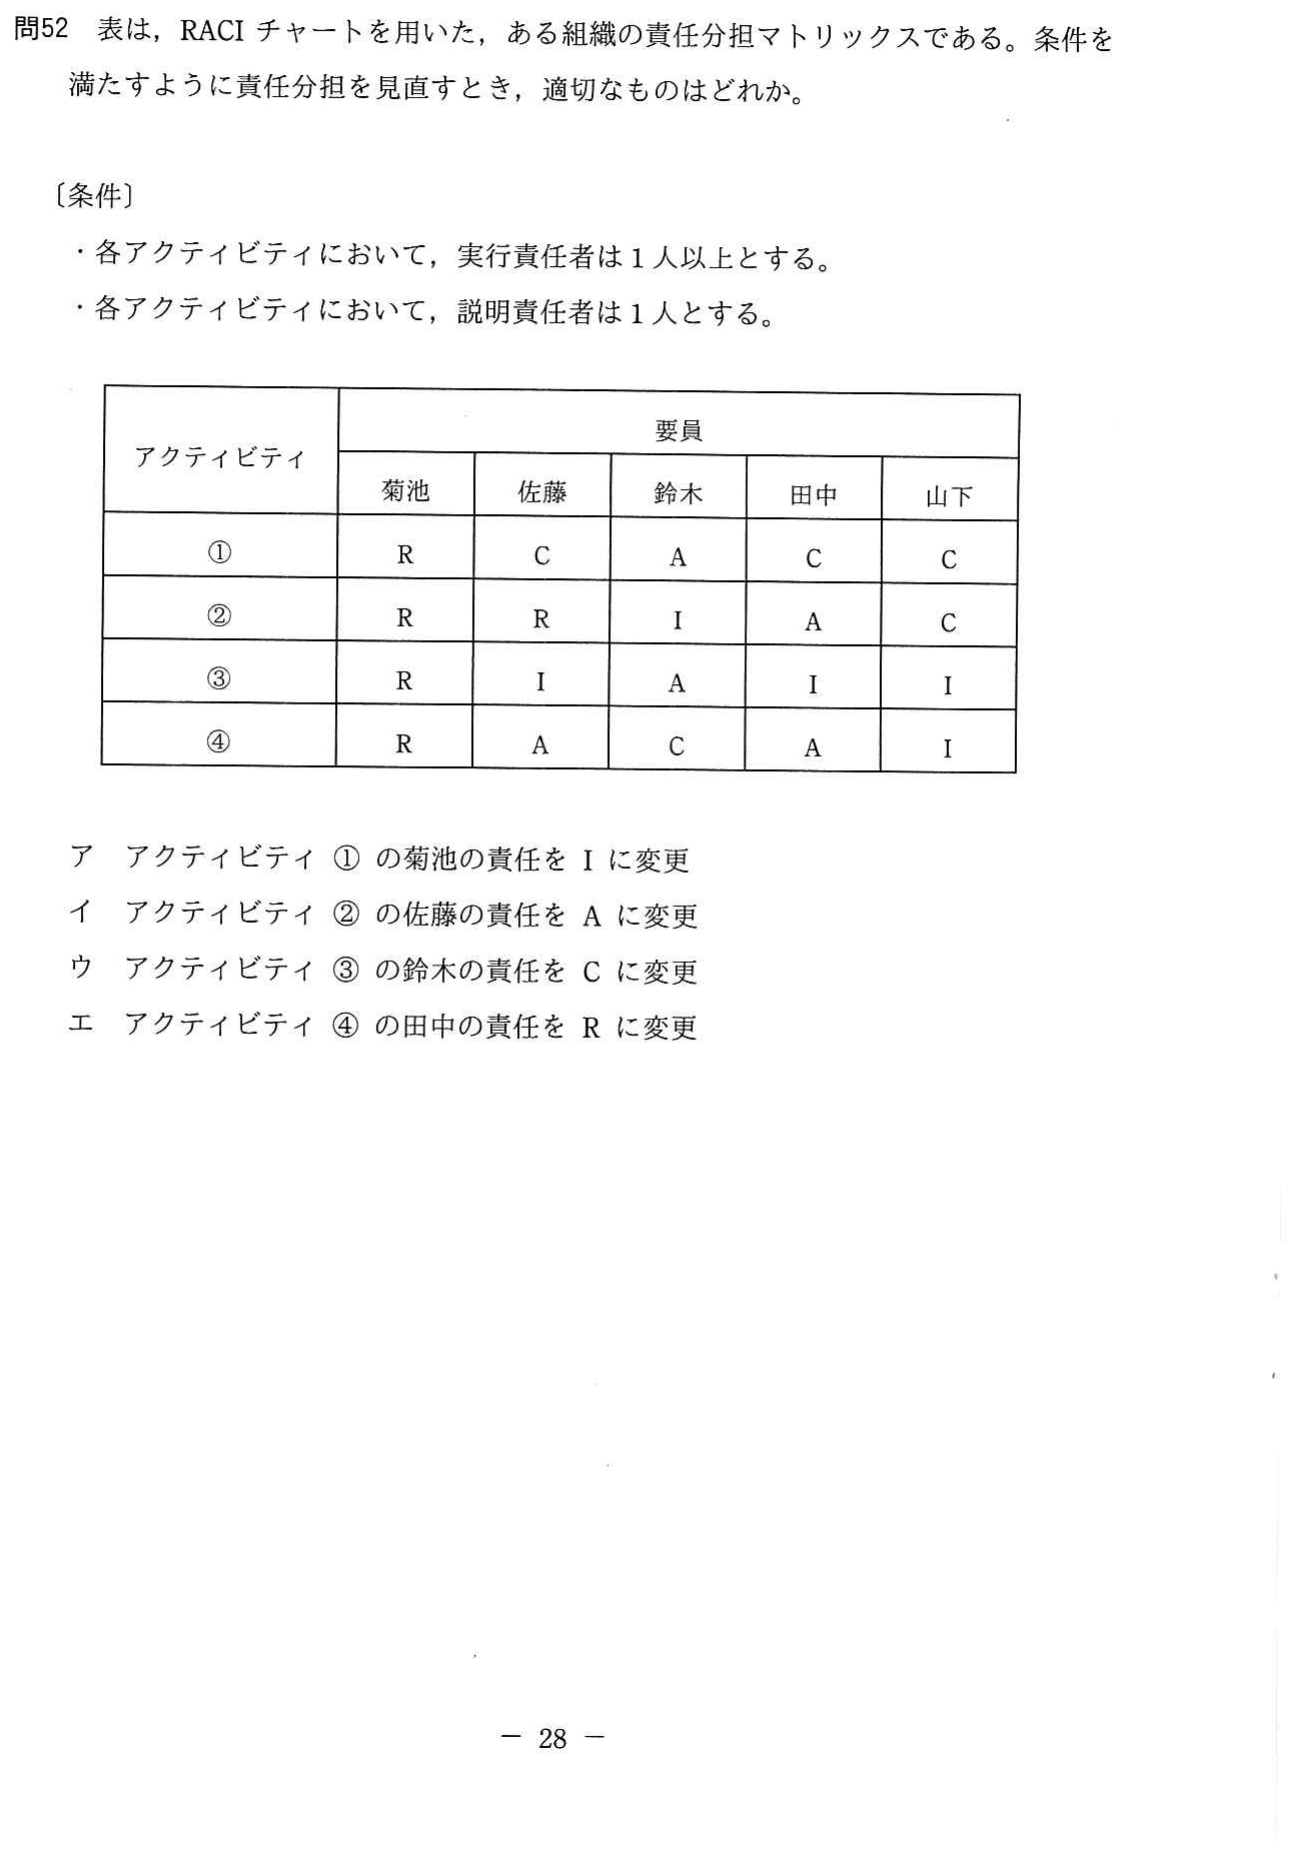 問52 表は，RACI チャートを用いた，ある組織の責任分担マトリックスである。条件を
満たすように責任分担を見直すとき，適切なものはどれか。
〔条件〕
・各アクティビティにおいて，実行責任者は1人以上とする。
・各アクティビティにおいて，説明責任者は1人とする。
アクティビティ 要員
菊池 佐藤 鈴木 田中 山下
① R C A C C
② R R I A C
③ R I A I I
④ R A C A I
ア アクティビティ ① の菊池の責任を I に変更
イ アクティビティ ② の佐藤の責任を A に変更
ウ アクティビティ ③ の鈴木の責任を C に変更
エ アクティビティ ④ の田中の責任を R に変更
－ 28 －